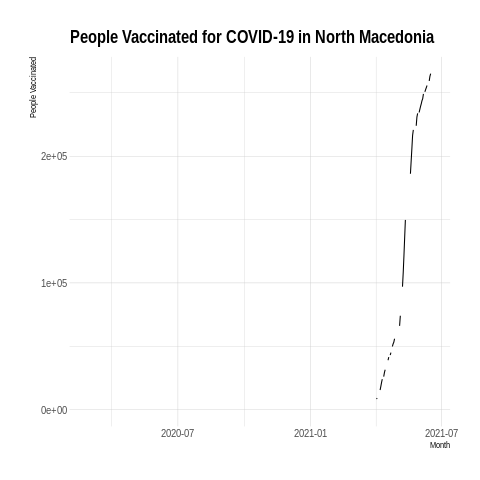 People Vaccinated for COVID-19 in North Macedonia
People Vaccinated
2e+05
1e+05
0e+00
2020-07
2021-01
2021-07
Month